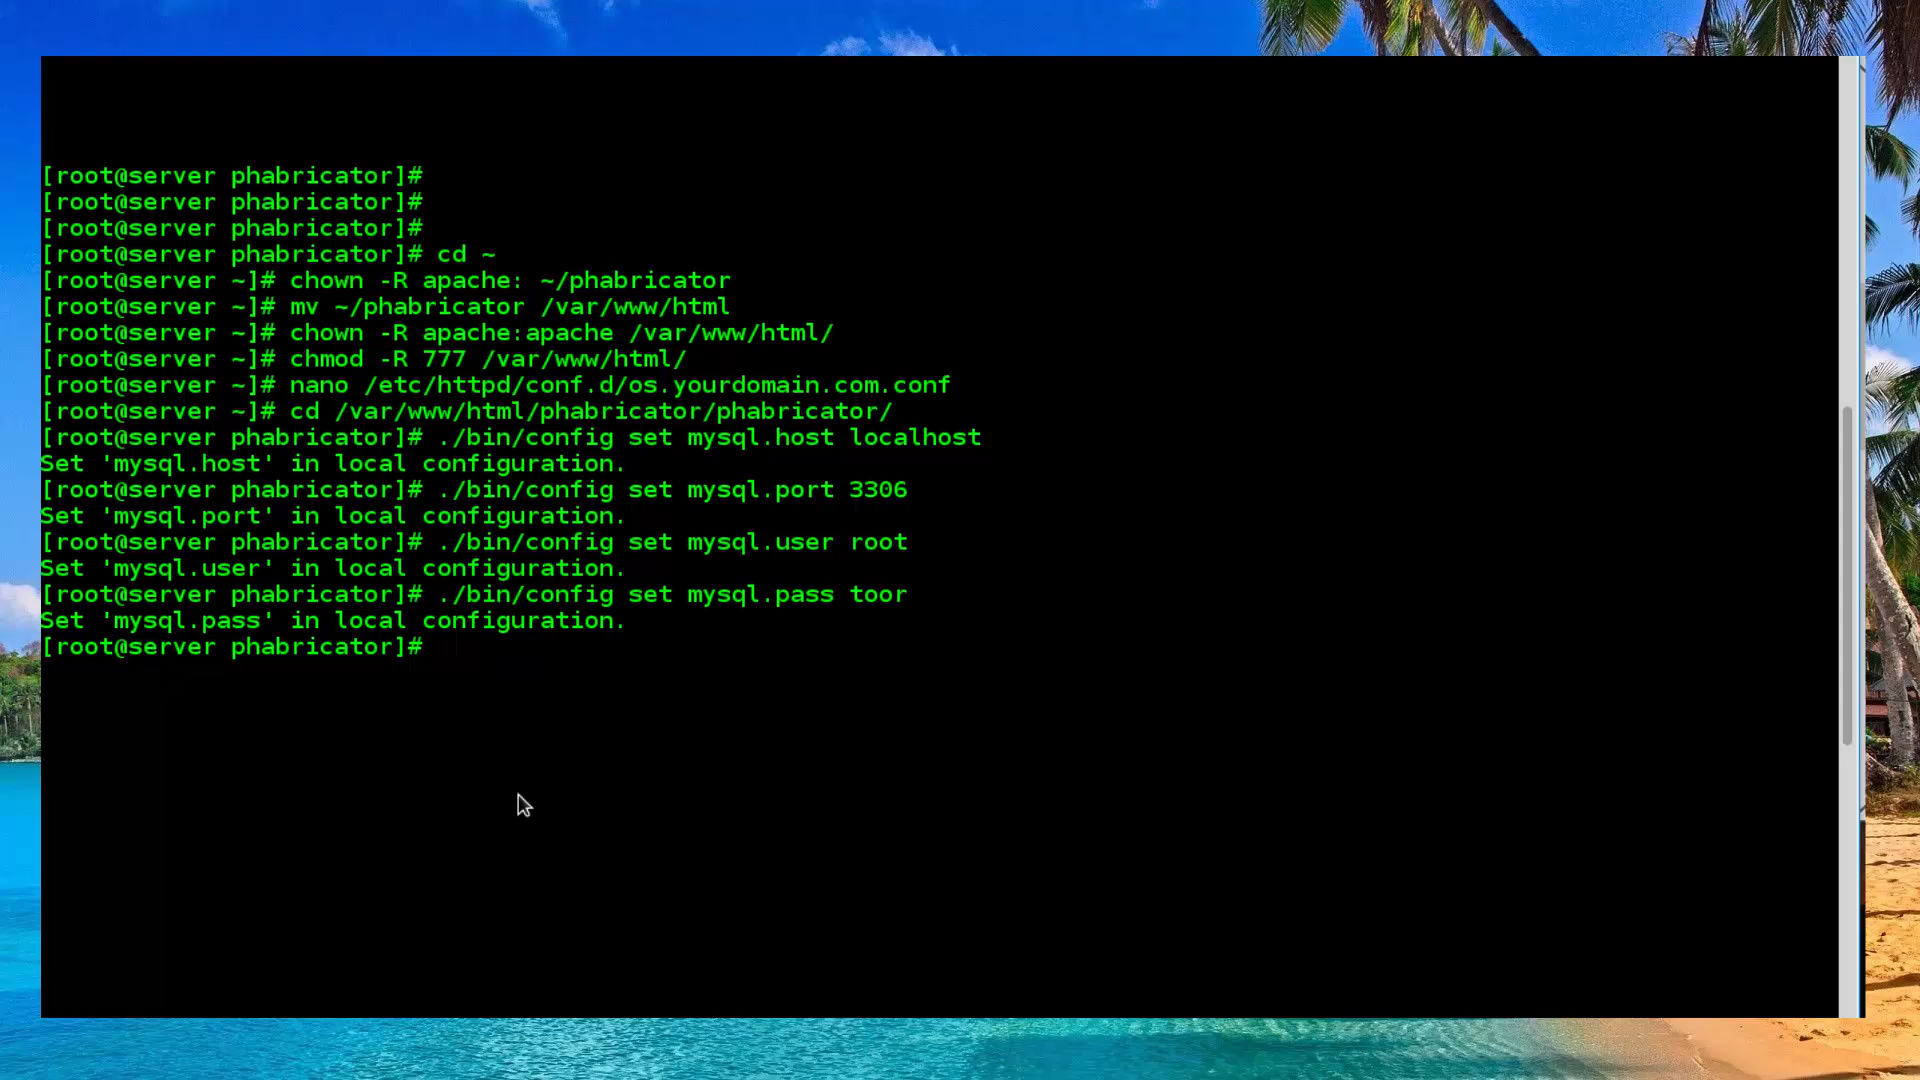 [root@server phabricator]#
[root@server phabricator]#
[root@server phabricator]#
[root@server phabricator]# cd ~
[root@server ~]# chown -R apache: ~/phabricator
[root@server ~]# mv ~/phabricator /var/www/html
[root@server ~]# chown -R apache:apache /var/www/html/
[root@server ~]# chmod -R 777 /var/www/html/
[root@server ~]# nano /etc/httpd/conf.d/os.yourdomain.com.conf
[root@server ~]# cd /var/www/html/phabricator/phabricator/
[root@server phabricator]# ./bin/config set mysql.host localhost
Set 'mysql.host' in local configuration.
[root@server phabricator]# ./bin/config set mysql.port 3306
Set 'mysql.port' in local configuration.
[root@server phabricator]# ./bin/config set mysql.user root
Set 'mysql.user' in local configuration.
[root@server phabricator]# ./bin/config set mysql.pass toor
Set 'mysql.pass' in local configuration.
[root@server phabricator]#